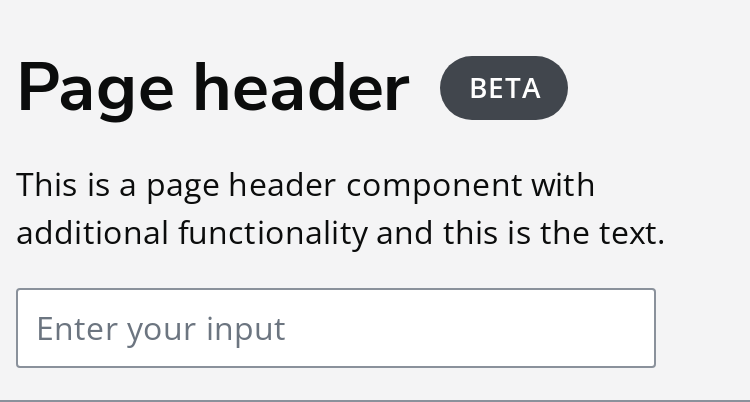 Page header BETA
This is a page header component with
additional functionality and this is the text.
Enter your input